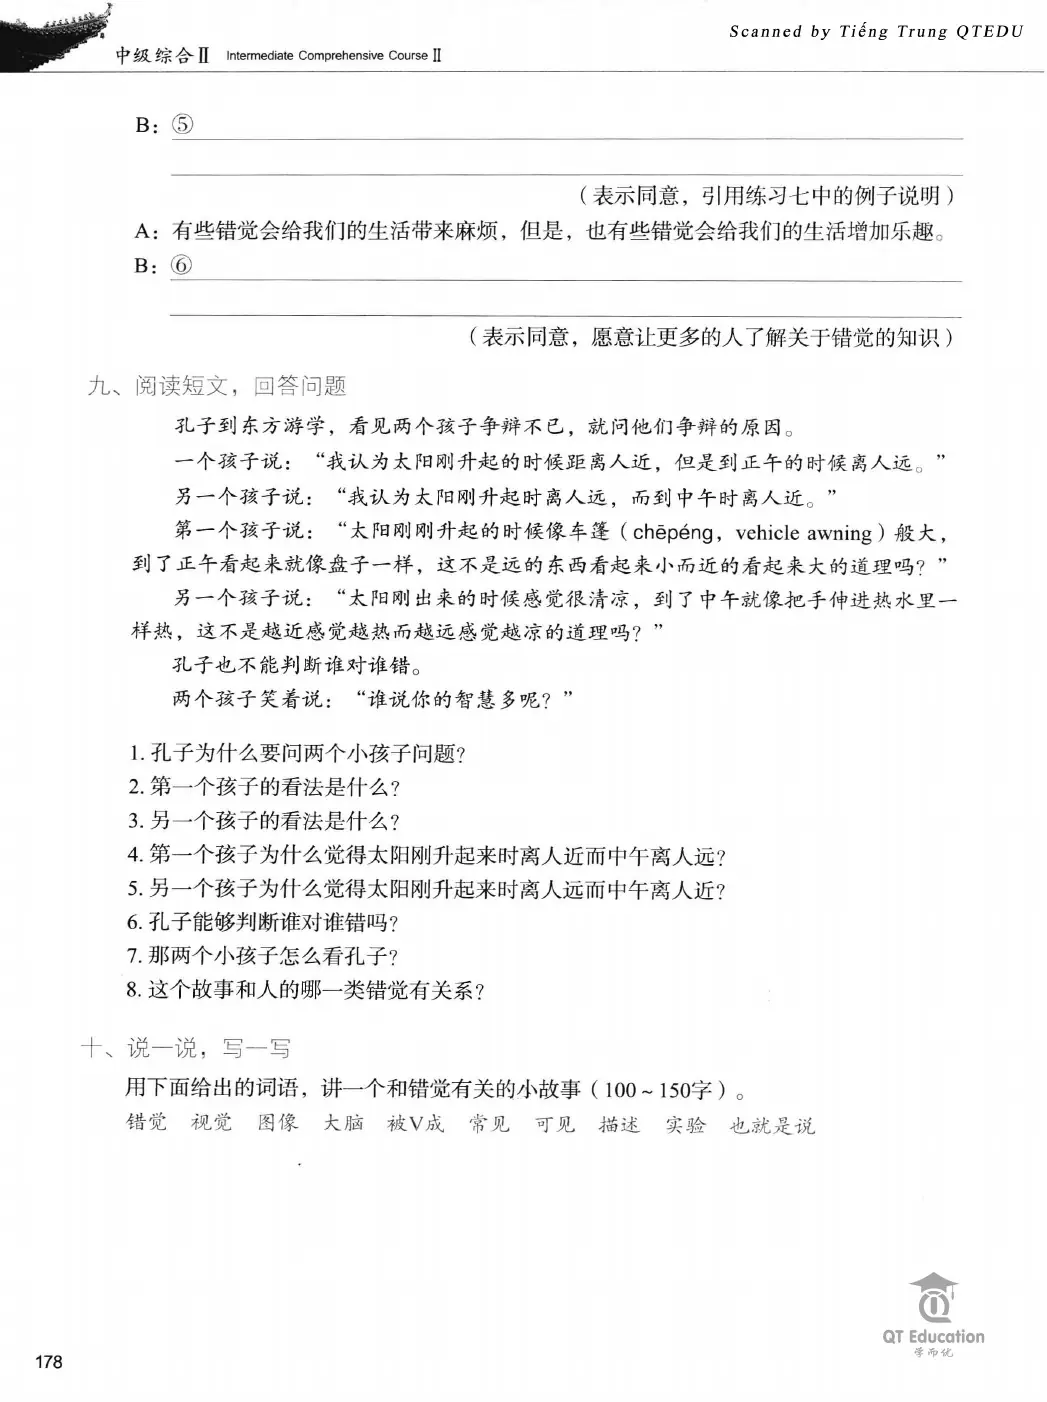 Scanned by Tiếng Trung QTEDU
中级综合Ⅱ Intermediate Comprehensive Course Ⅱ
B：⑤
（表示同意，引用练习七中的例子说明）
A：有些错觉会给我们的生活带来麻烦，但是，也有些错觉会给我们的生活增加乐趣。
B：⑥
（表示同意，愿意让更多的人了解关于错觉的知识）
九、阅读短文，回答问题
孔子到东方游学，看见两个孩子争辩不已，就问他们争辩的原因。
一个孩子说：“我认为太阳刚升起的时候距离人近，但是到正午的时候离人远。”
另一个孩子说：“我认为太阳刚升起时离人远，而到中午时离人近。”
第一个孩子说：“太阳刚刚升起的时候像车篷（chēpéng，vehicle awning）般大，
到了正午看起来就像盘子一样，这不是远的东西看起来小而近的看起来大的道理吗？”
另一个孩子说：“太阳刚出来的时候感觉很清凉，到了中午就像把手伸进热水里一
样热，这不是越近感觉越热而越远感觉越凉的道理吗？”
孔子也不能判断谁对谁错。
两个孩子笑着说：“谁说你的智慧多呢？”
1. 孔子为什么要问两个小孩子问题？
2. 第一个孩子的看法是什么？
3. 另一个孩子的看法是什么？
4. 第一个孩子为什么觉得太阳刚升起来时离人近而中午离人远？
5. 另一个孩子为什么觉得太阳刚升起来时离人远而中午离人近？
6. 孔子能够判断谁对谁错吗？
7. 那两个小孩子怎么看孔子？
8. 这个故事和人的哪一类错觉有关系？
十、说一说，写一写
用下面给出的词语，讲一个和错觉有关的小故事（100～150字）。
错觉 视觉 图像 大脑 被V成 常见 可见 描述 实验 也就是说
QT Education
学而优
178